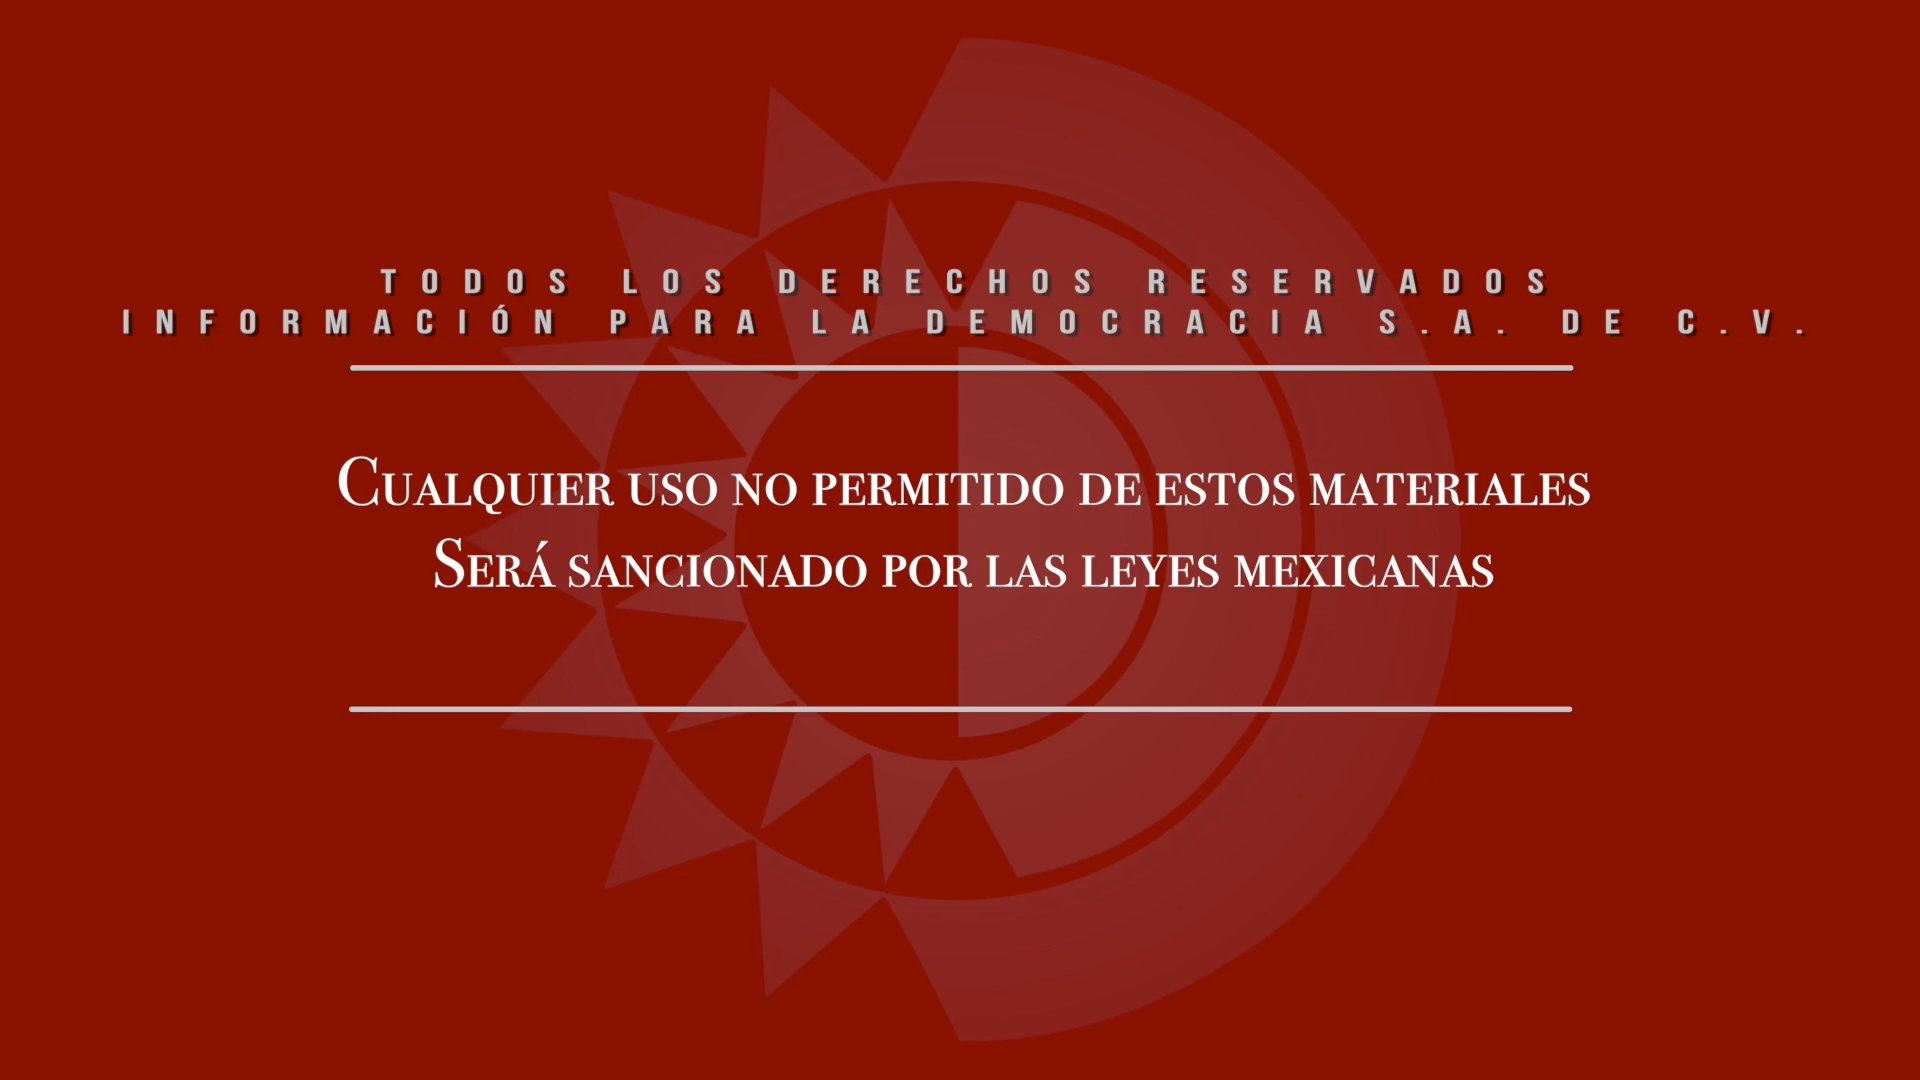 TODOS LOS DERECHOS RESERVADOS
INFORMACIÓN PARA LA DEMOCRACIA S.A. DE C.V.
Cualquier uso no permitido de estos materiales
Será sancionado por las leyes mexicanas